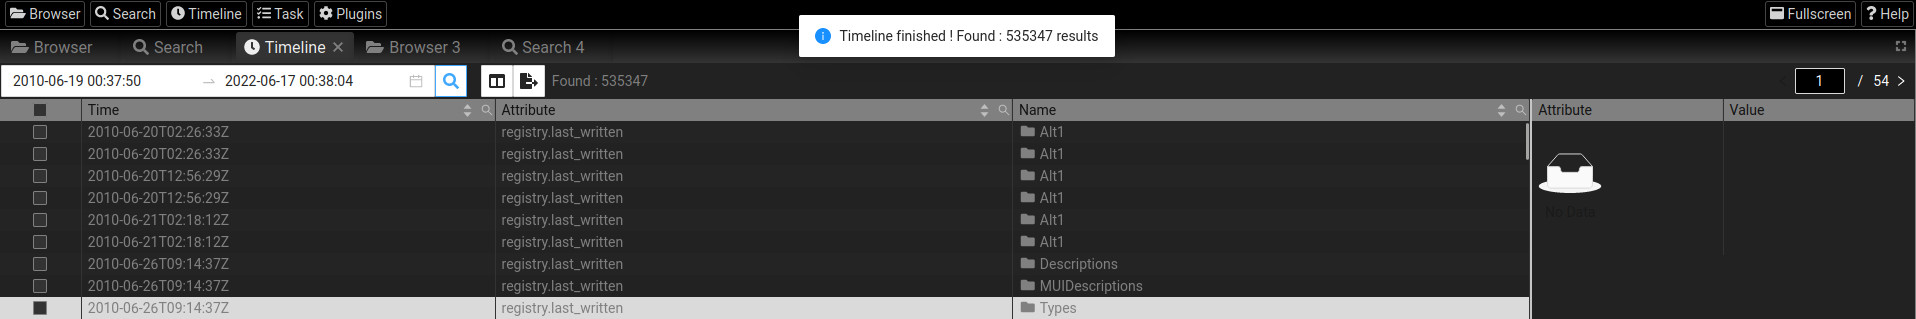 Browser Search Timeline Task Plugins Fullscreen Help
Browser Search Timeline Browser 3 Search 4
Timeline finished ! Found : 535347 results
2010-06-19 00:37:50 → 2022-06-17 00:38:04 Found : 535347 1 / 54
Time Attribute Name Attribute Value
2010-06-20T02:26:33Z registry.last_written Alt1
2010-06-20T02:26:33Z registry.last_written Alt1
2010-06-20T12:56:29Z registry.last_written Alt1
2010-06-20T12:56:29Z registry.last_written Alt1
No Data
2010-06-21T02:18:12Z registry.last_written Alt1
2010-06-21T02:18:12Z registry.last_written Alt1
2010-06-26T09:14:37Z registry.last_written Descriptions
2010-06-26T09:14:37Z registry.last_written MUIDescriptions
2010-06-26T09:14:37Z registry.last_written Types